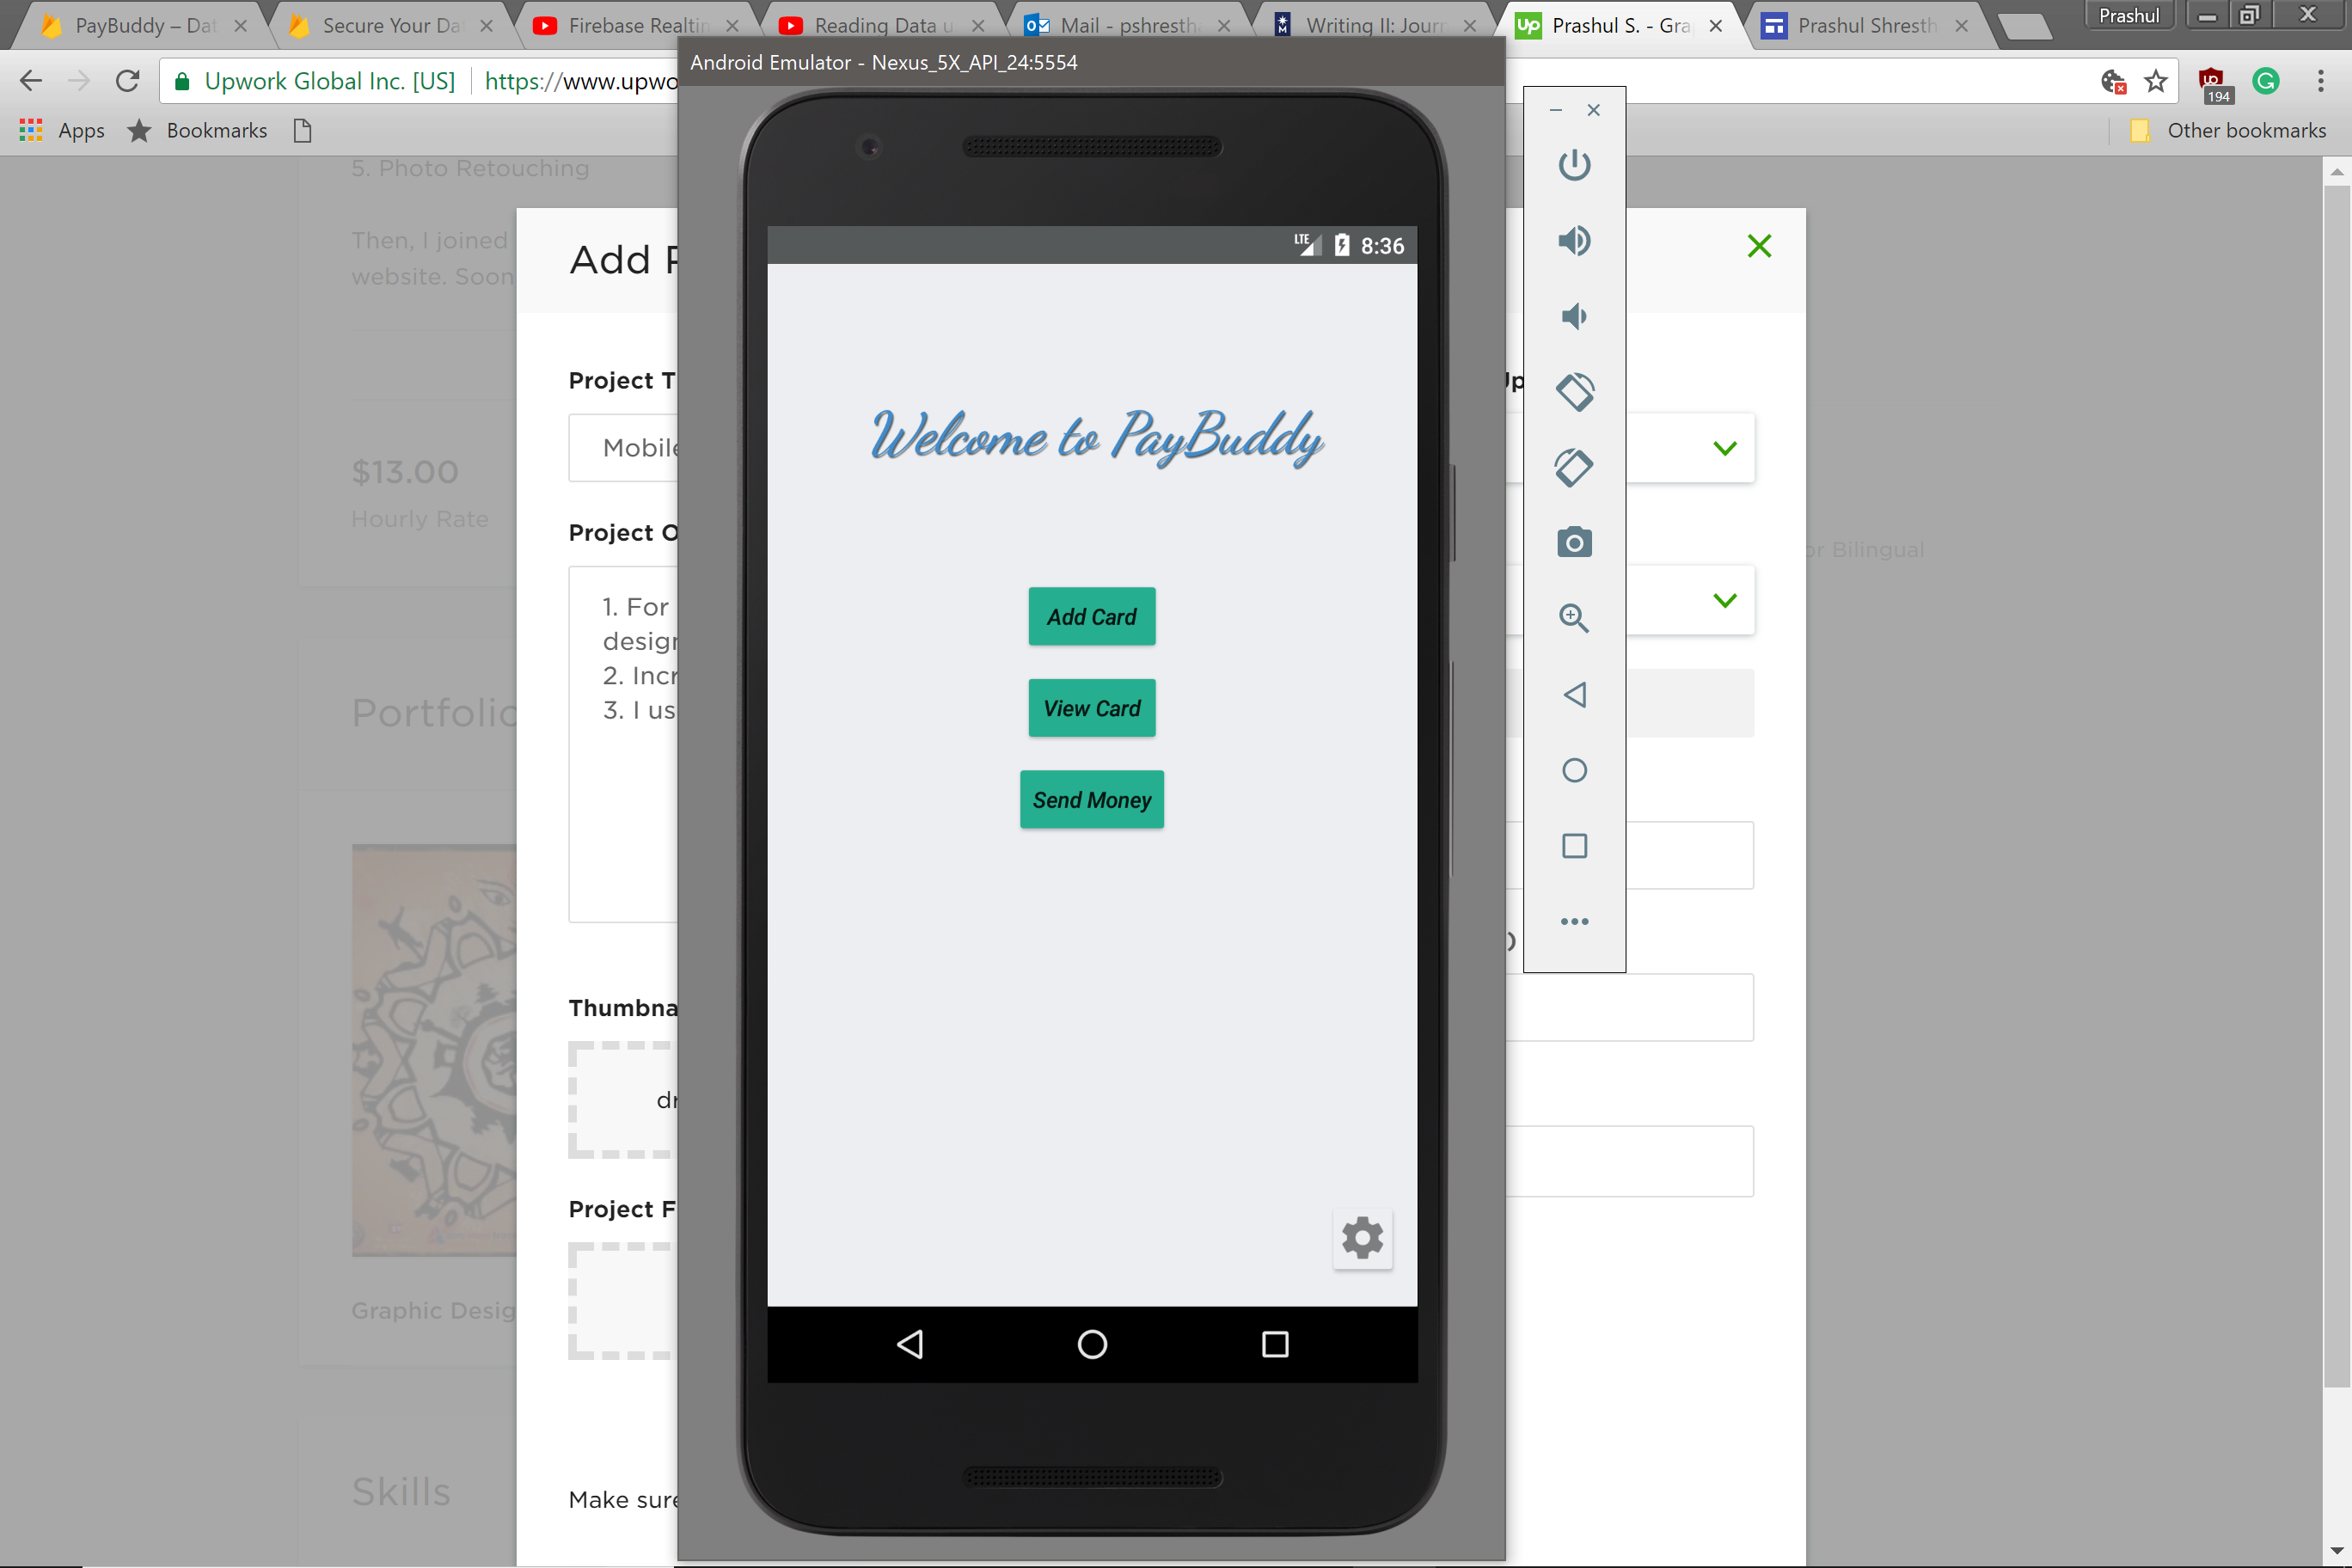 PayBuddy – Dat
Secure Your Da
Firebase Realtin
Reading Data u
Mail - pshresth
Writing II: Jour
Prashul S. - Gra
Prashul Shresth
Prashul
Android Emulator - Nexus_5X_API_24:5554
Upwork Global Inc. [US]
https://www.upwo
194
Apps
Bookmarks
Other bookmarks
5. Photo Retouching
Then, I joined
website. Soon
$13.00
Hourly Rate
or Bilingual
Portfolio
Graphic Desig
Skills
Add P
Project T
Up
Mobile
Project O
1. For
design
2. Incr
3. I us
Thumbna
dr
Project F
Make sure
LTE
8:36
Welcome to PayBuddy
Add Card
View Card
Send Money